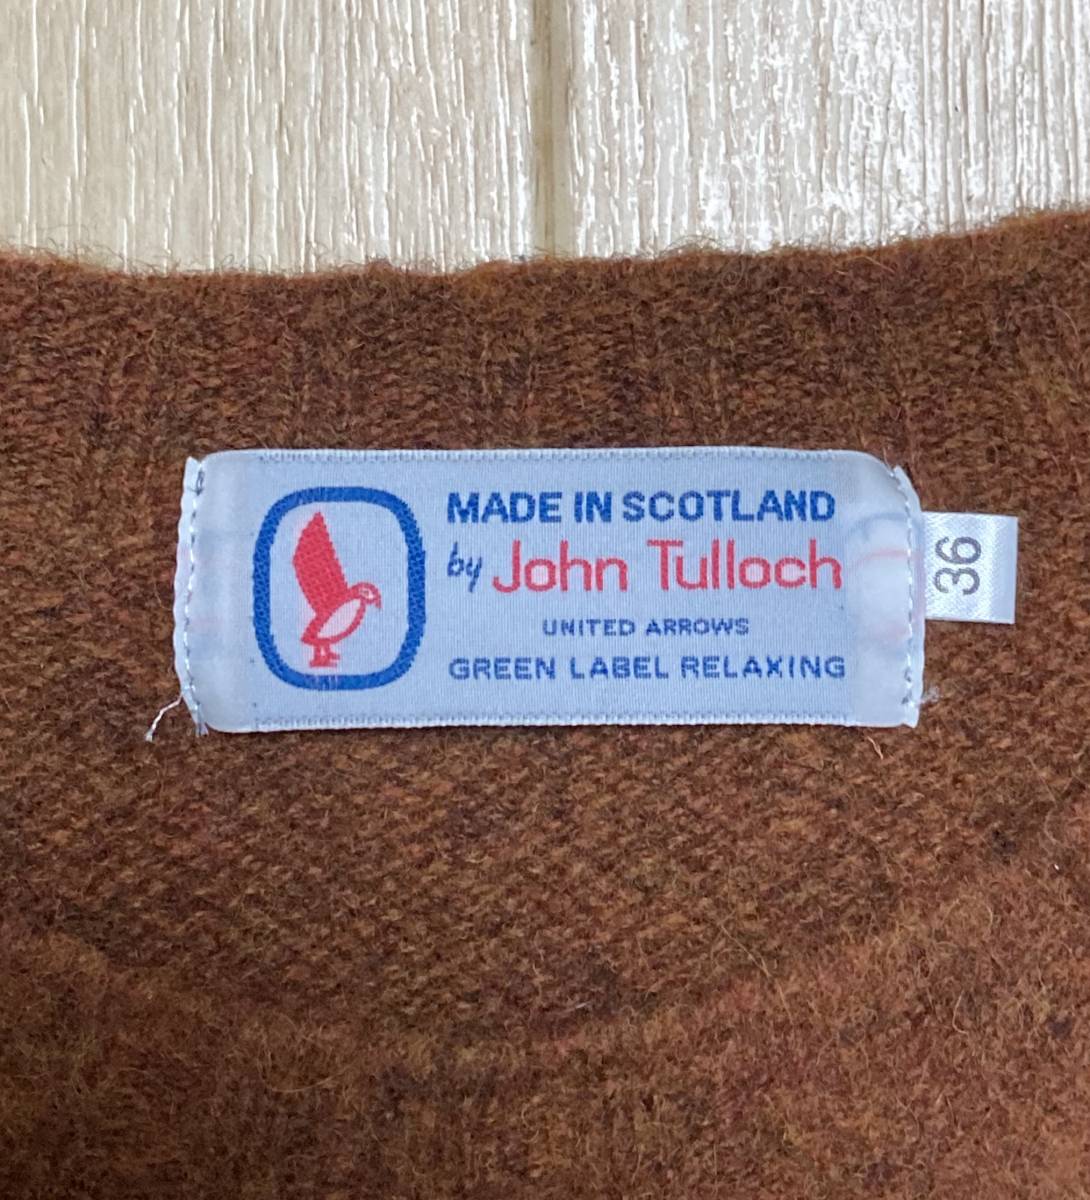 MADE IN SCOTLAND
by John Tulloch
UNITED ARROWS
GREEN LABEL RELAXING
36